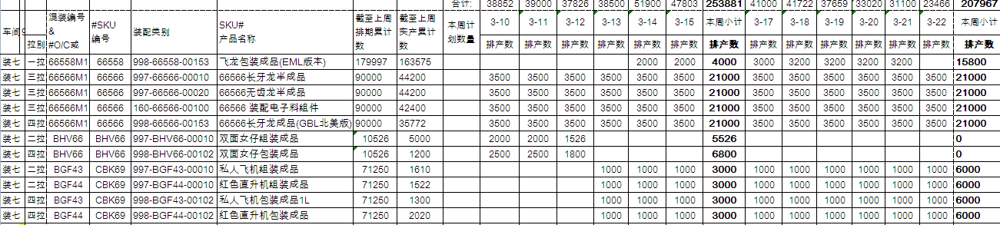 合计: 38852 39000 37826 38500 51900 47803 253881 41000 41722 37659 33020 31100 23466 207967
车间 拉别 混装编号 & #O/C或 #SKU 编号 装配类别 SKU# 产品名称 截至上周排期累计数 截至上周实产累计数 本周计划数量 3-10 3-11 3-12 3-13 3-14 3-15 本周小计 3-17 3-18 3-19 3-20 3-21 3-22 本周小计
排产数 排产数 排产数 排产数 排产数 排产数 排产数 排产数 排产数 排产数 排产数 排产数 排产数 排产数
装七 一拉 66558M1 66558 998-66558-00153 飞龙包装成品(EML版本) 179997 163575 2000 2000 4000 3000 3200 3200 3200 3200 15800
装七 三拉 66566M1 66566 997-66566-00010 66566长牙龙半成品 90000 44200 3500 3500 3500 3500 3500 3500 21000 3500 3500 3500 3500 3500 3500 21000
装七 三拉 66566M1 66566 997-66566-00020 66566无齿龙半成品 90000 44200 3500 3500 3500 3500 3500 3500 21000 3500 3500 3500 3500 3500 3500 21000
装七 三拉 66566M1 66566 160-66566-00100 66566 装配电子料组件 90000 42400 3500 3500 3500 3500 3500 3500 21000 3500 3500 3500 3500 3500 3500 21000
装七 四拉 66566M1 66566 998-66566-00153 66566长牙龙成品(GBL北美版) 90000 35772 3500 3500 3500 3500 3500 3500 21000 3500 3500 3500 3500 3500 3500 21000
装七 二拉 BHV66 BHV66 997-BHV66-00010 双面女仔组装成品 10526 5000 2000 2000 1526 5526 0
装七 四拉 BHV66 BHV66 998-BHV66-00102 双面女仔包装成品 10526 1200 2500 2500 1800 6800 0
装七 二拉 BGF43 CBK69 997-BGF43-00010 私人飞机组装成品 71250 1610 1000 1000 1000 3000 1000 1000 1000 1000 1000 1000 6000
装七 二拉 BGF44 CBK69 997-BGF44-00010 红色直升机组装成品 71250 1522 1000 1000 1000 3000 1000 1000 1000 1000 1000 1000 6000
装七 四拉 BGF43 CBK69 998-BGF43-00102 私人飞机包装成品1L 71250 1300 1000 1000 1000 3000 1000 1000 1000 1000 1000 1000 6000
装七 四拉 BGF44 CBK69 998-BGF44-00102 红色直升机包装成品 71250 2020 1000 1000 1000 3000 1000 1000 1000 1000 1000 1000 6000